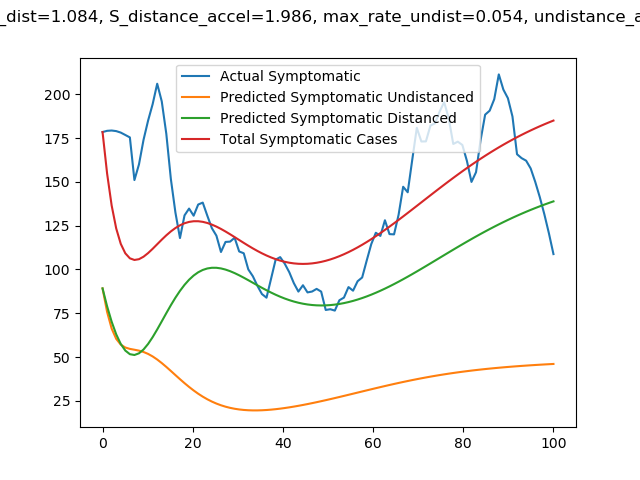 _dist=1.084, S_distance_accel=1.986, max_rate_undist=0.054, undistance_a
Actual Symptomatic
Predicted Symptomatic Undistanced
Predicted Symptomatic Distanced
Total Symptomatic Cases
200
175
150
125
100
75
50
25
0 20 40 60 80 100